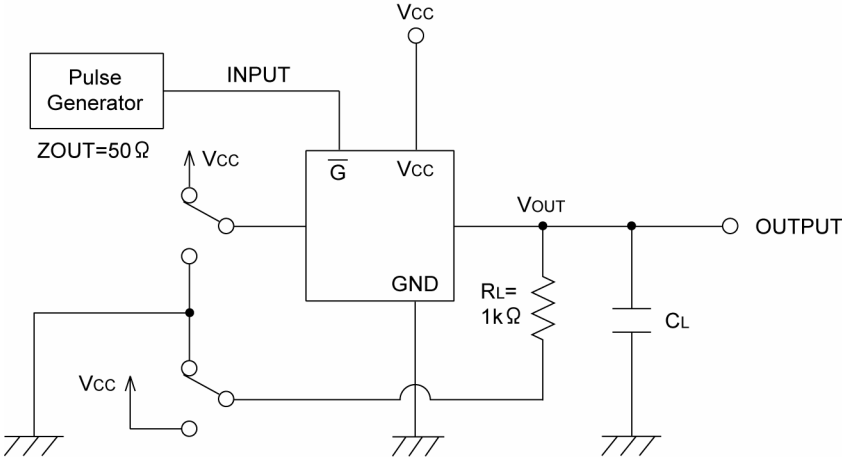 VCC
Pulse
Generator
INPUT
ZOUT=50Ω
VCC
G
VCC
VOUT
OUTPUT
GND
RL=
1kΩ
CL
VCC